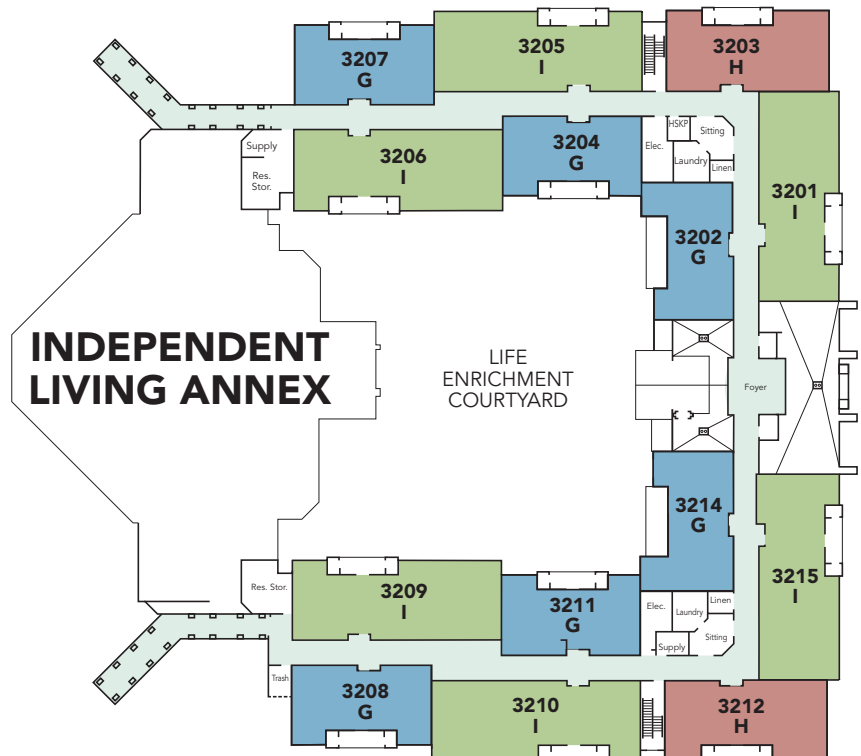 3207
G
3205
I
3203
H
Supply
Res.
Stor.
3206
I
3204
G
HSKP
Sitting
Elec.
Laundry
Linen
3201
I
3202
G
INDEPENDENT
LIVING ANNEX
LIFE
ENRICHMENT
COURTYARD
Foyer
3214
G
3215
I
Res. Stor.
3209
I
3211
G
Elec.
Laundry
Linen
Sitting
Supply
Trash
3208
G
3210
I
3212
H